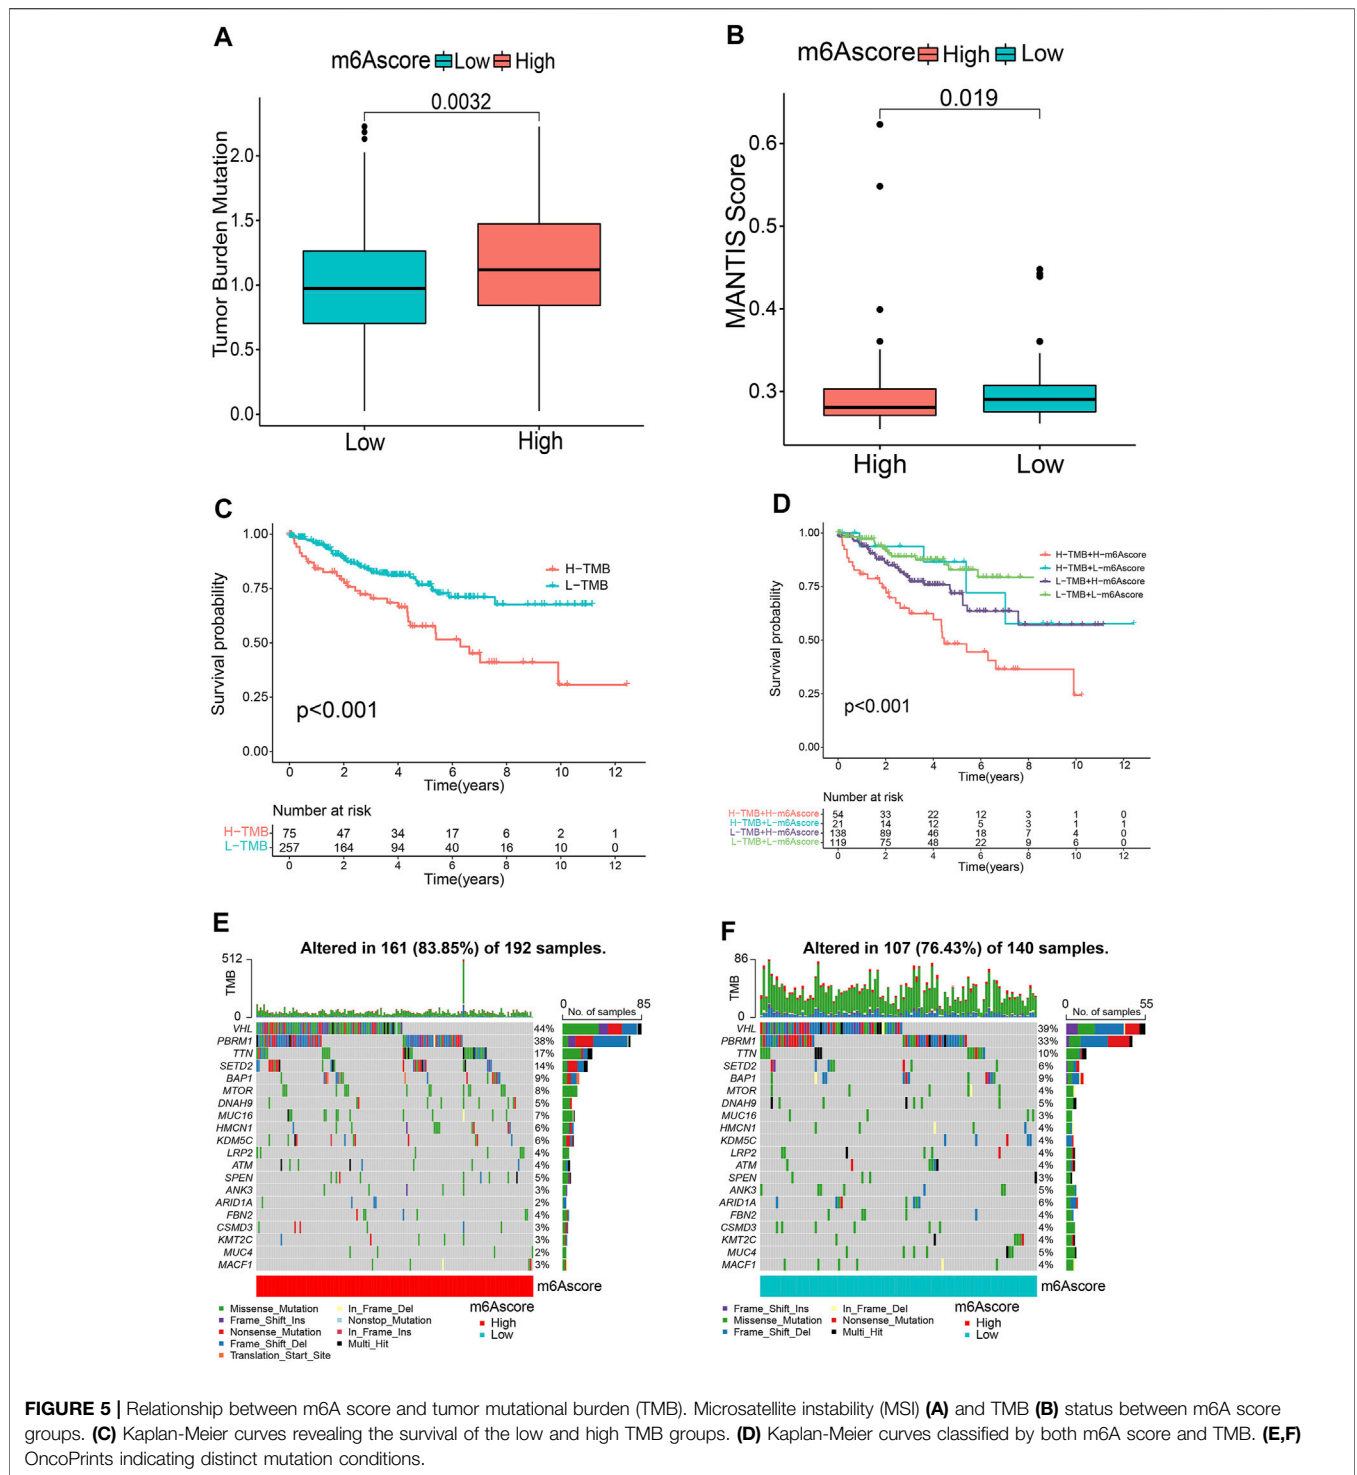 A
m6Ascore Low High
0.0032
Tumor Burden Mutation
2.0
1.5
1.0
0.5
0.0
Low High
B
m6Ascore High Low
0.019
MANTIS Score
0.6
0.5
0.4
0.3
High Low
C
Survival probability
1.00
0.75
0.50
0.25
0.00
H-TMB
L-TMB
p<0.001
0 2 4 6 8 10 12
Time(years)
Number at risk
H-TMB 75 47 34 17 6 2 1
L-TMB 257 164 94 40 16 10 0
0 2 4 6 8 10 12
Time(years)
D
Survival probability
1.00
0.75
0.50
0.25
0.00
H-TMB+H-m6Ascore
H-TMB+L-m6Ascore
L-TMB+H-m6Ascore
L-TMB+L-m6Ascore
p<0.001
0 2 4 6 8 10 12
Time(years)
Number at risk
H-TMB+H-m6Ascore 54 33 22 12 3 1 0
H-TMB+L-m6Ascore 21 14 12 5 3 1 1
L-TMB+H-m6Ascore 138 89 46 18 7 4 0
L-TMB+L-m6Ascore 119 75 48 22 9 6 0
0 2 4 6 8 10 12
Time(years)
E
Altered in 161 (83.85%) of 192 samples.
512
TMB
0
0 85
No. of samples
VHL 44%
PBRM1 38%
TTN 17%
SETD2 14%
BAP1 9%
MTOR 8%
DNAH9 5%
MUC16 7%
HMCN1 6%
KDM5C 6%
LRP2 4%
ATM 4%
SPEN 5%
ANK3 3%
ARID1A 2%
FBN2 4%
CSMD3 3%
KMT2C 3%
MUC4 2%
MACF1 3%
m6Ascore
Missense_Mutation In_Frame_Del m6Ascore
Frame_Shift_Ins Nonstop_Mutation High
Nonsense_Mutation In_Frame_Ins Low
Frame_Shift_Del Multi_Hit
Translation_Start_Site
F
Altered in 107 (76.43%) of 140 samples.
86
TMB
0
0 55
No. of samples
VHL 39%
PBRM1 33%
TTN 10%
SETD2 6%
BAP1 9%
MTOR 4%
DNAH9 5%
MUC16 3%
HMCN1 4%
KDM5C 4%
LRP2 4%
ATM 4%
SPEN 3%
ANK3 5%
ARID1A 6%
FBN2 4%
CSMD3 4%
KMT2C 4%
MUC4 5%
MACF1 4%
m6Ascore
Frame_Shift_Ins In_Frame_Del m6Ascore
Missense_Mutation Nonsense_Mutation High
Frame_Shift_Del Multi_Hit Low
FIGURE 5 | Relationship between m6A score and tumor mutational burden (TMB). Microsatellite instability (MSI) (A) and TMB (B) status between m6A score
groups. (C) Kaplan-Meier curves revealing the survival of the low and high TMB groups. (D) Kaplan-Meier curves classified by both m6A score and TMB. (E,F)
OncoPrints indicating distinct mutation conditions.